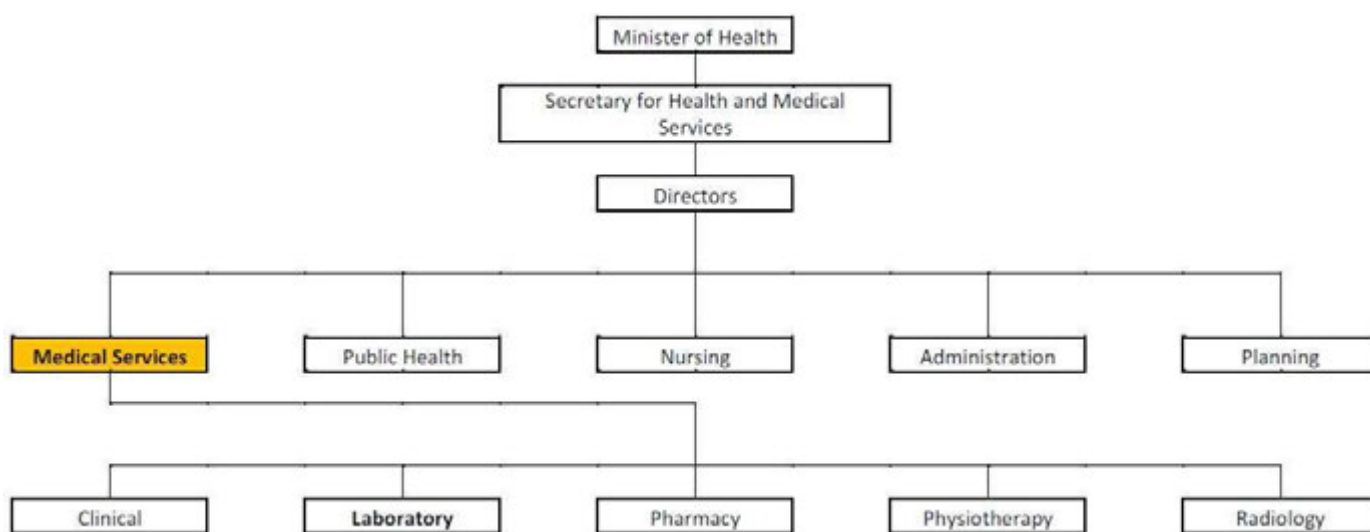 Minister of Health
Secretary for Health and Medical
Services
Directors
Medical Services
Public Health
Nursing
Administration
Planning
Clinical
Laboratory
Pharmacy
Physiotherapy
Radiology